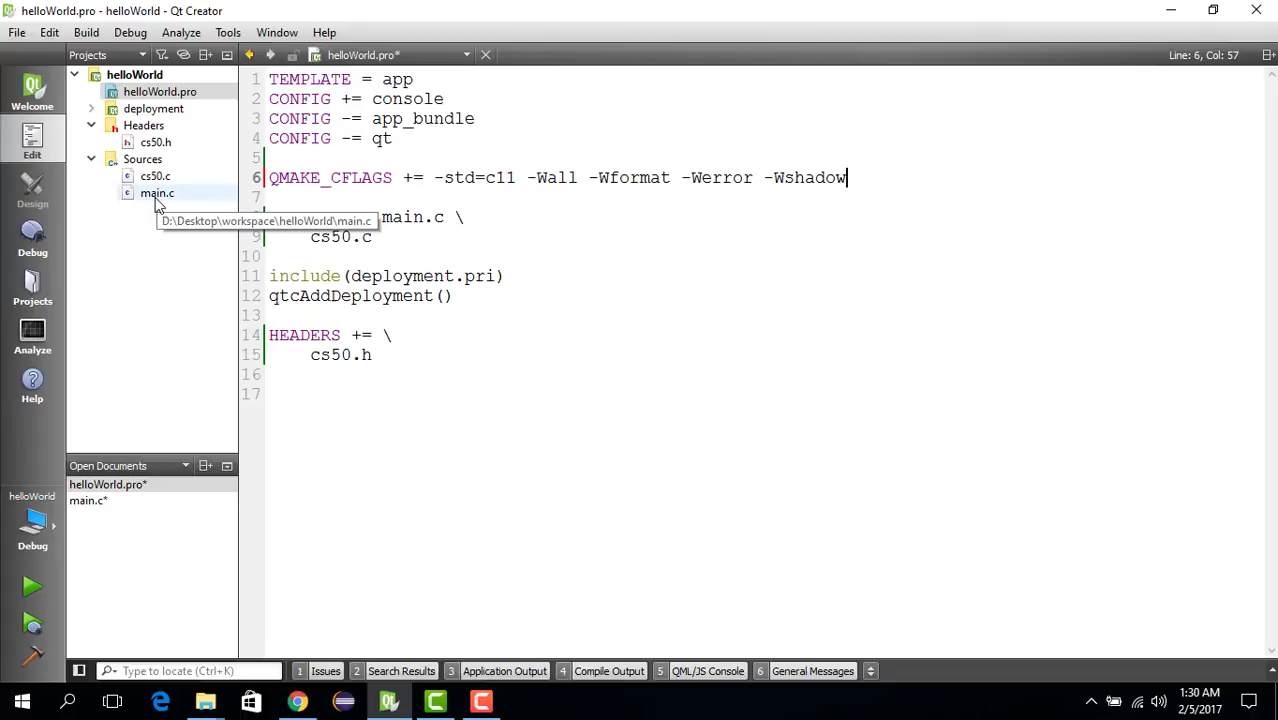 helloWorld.pro - helloWorld - Qt Creator
File Edit Build Debug Analyze Tools Window Help
Projects
helloWorld.pro*
Line: 6, Col: 57
Welcome
Edit
Design
Debug
Projects
Analyze
Help
helloWorld
Debug
helloWorld
helloWorld.pro
deployment
Headers
cs50.h
Sources
cs50.c
main.c
D:\Desktop\workspace\helloWorld\main.c
Open Documents
helloWorld.pro*
main.c*
1 TEMPLATE = app
2 CONFIG += console
3 CONFIG -= app_bundle
4 CONFIG -= qt
5
6 QMAKE_CFLAGS += -std=c11 -Wall -Wformat -Werror -Wshadow
7
main.c \
9 cs50.c
10
11 include(deployment.pri)
12 qtcAddDeployment()
13
14 HEADERS += \
15 cs50.h
16
17
Type to locate (Ctrl+K)
1 Issues 2 Search Results 3 Application Output 4 Compile Output 5 QML/JS Console 6 General Messages
1:30 AM
2/5/2017